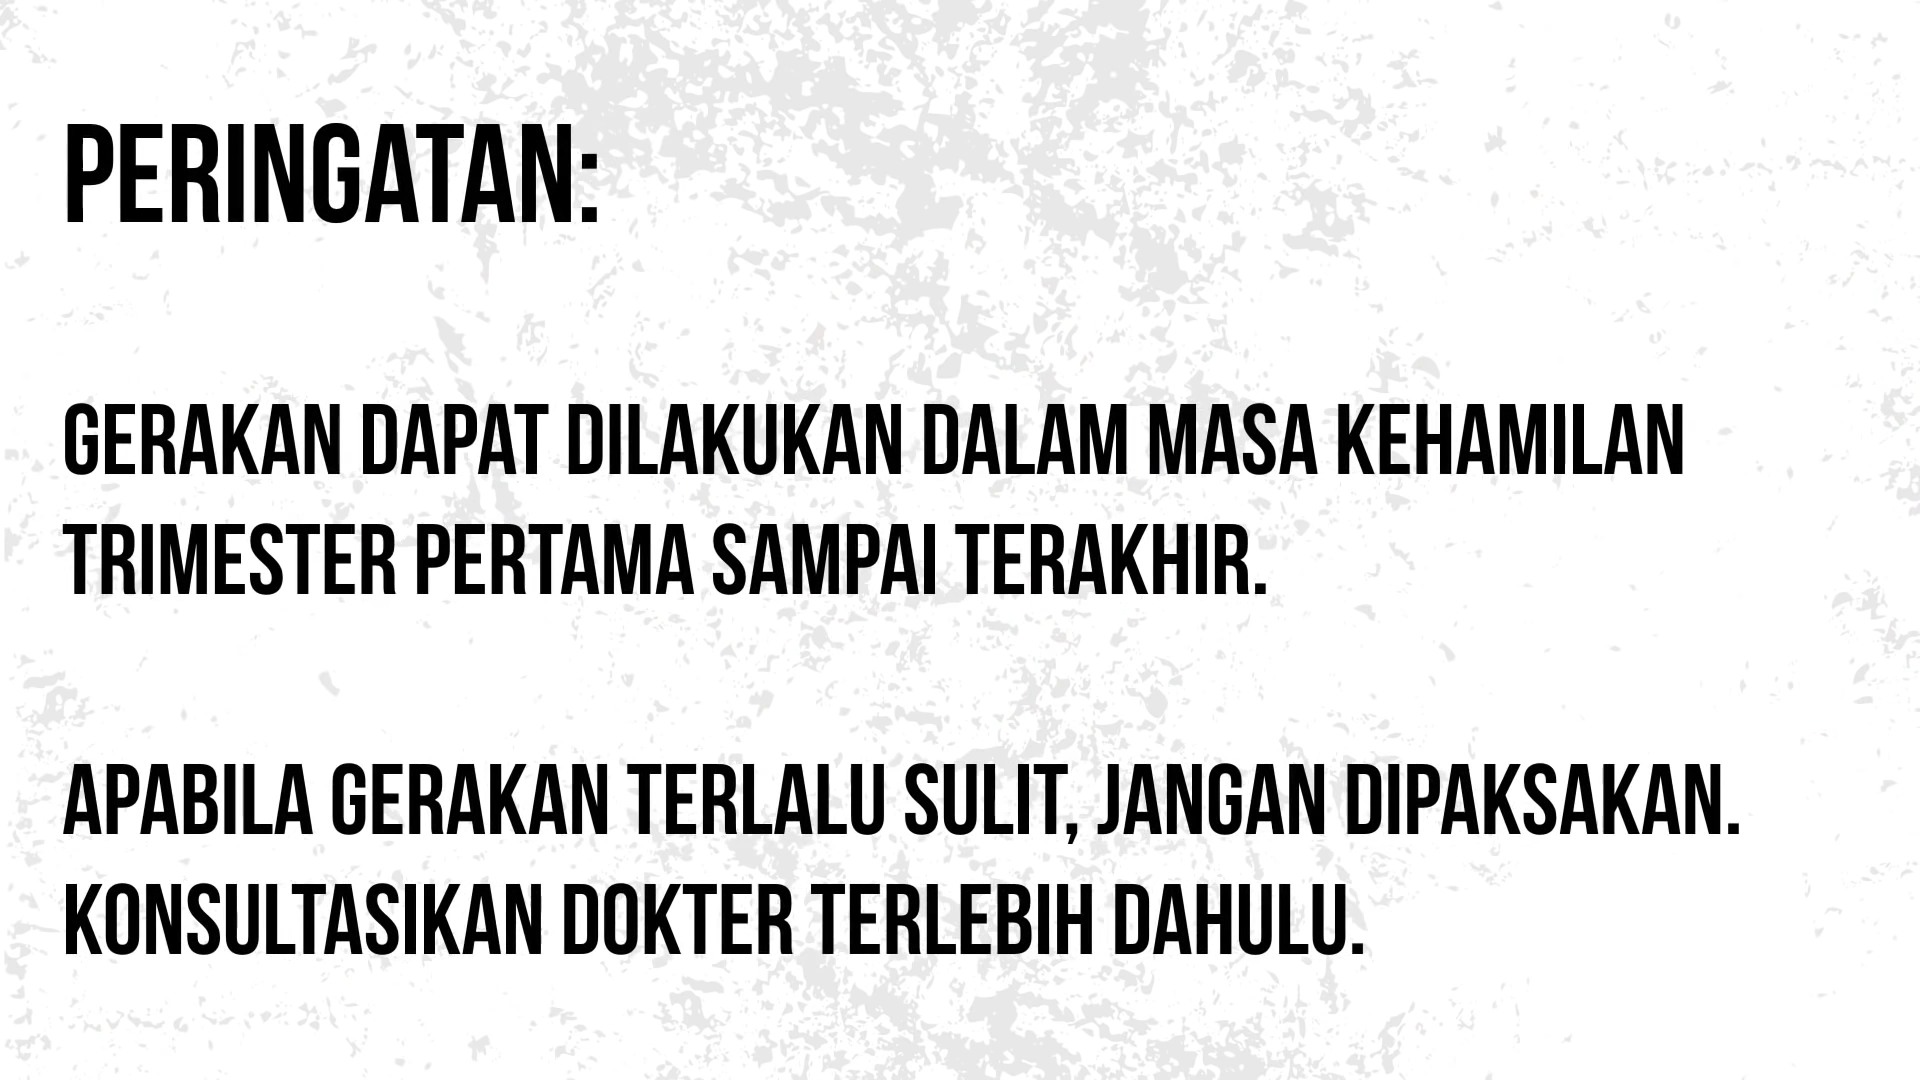 PERINGATAN:
GERAKAN DAPAT DILAKUKAN DALAM MASA KEHAMILAN
TRIMESTER PERTAMA SAMPAI TERAKHIR.
APABILA GERAKAN TERLALU SULIT, JANGAN DIPAKSAKAN.
KONSULTASIKAN DOKTER TERLEBIH DAHULU.